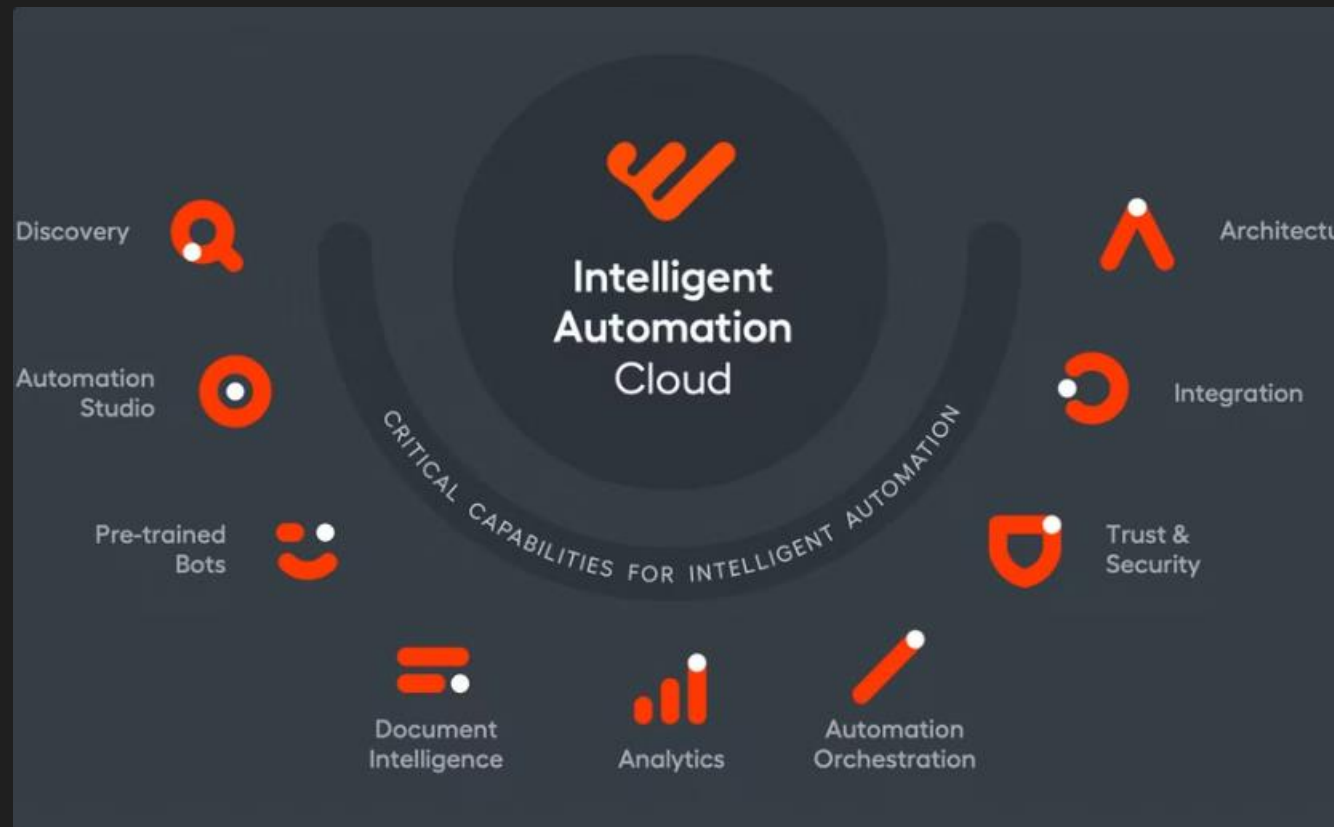 Intelligent
Automation
Cloud
CRITICAL CAPABILITIES FOR INTELLIGENT AUTOMATION
Discovery
Automation
Studio
Pre-trained
Bots
Document
Intelligence
Analytics
Automation
Orchestration
Trust &
Security
Integration
Architectu